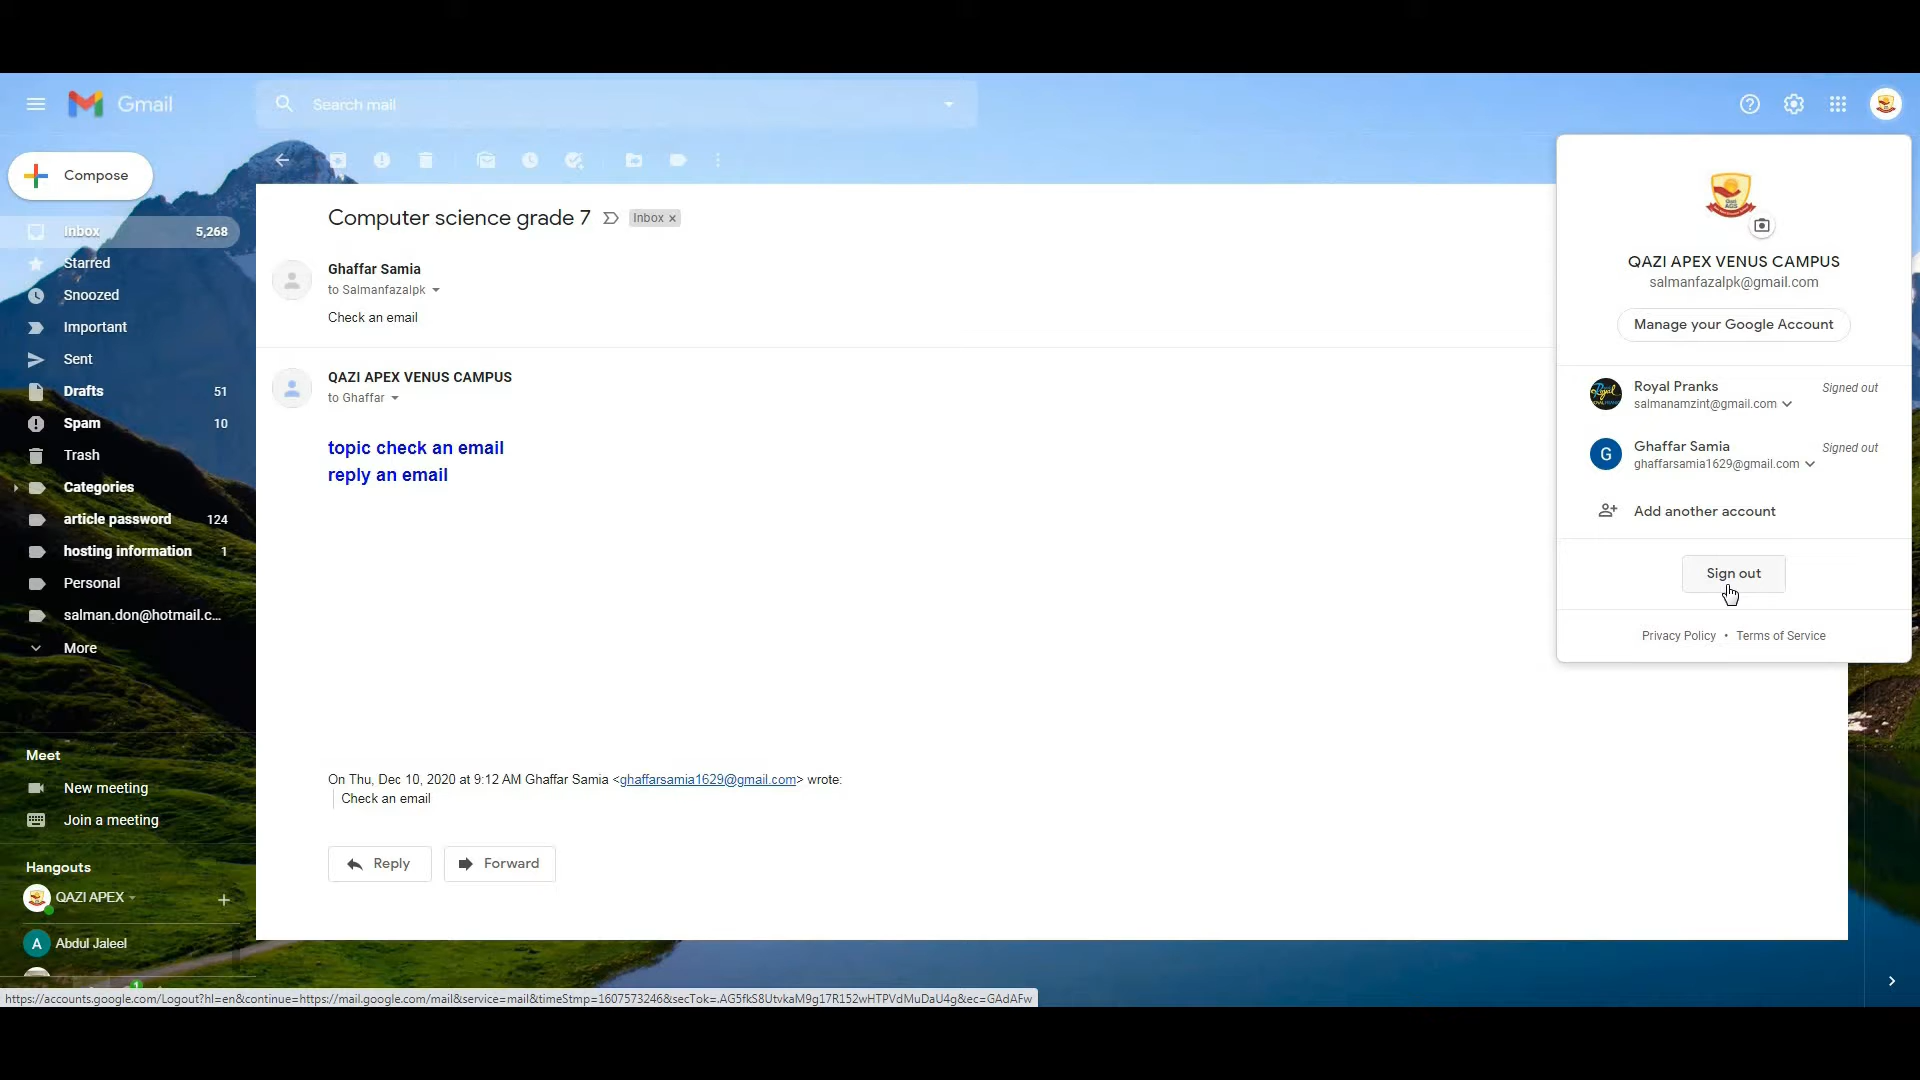 Gmail
Search mail
Compose
Inbox 5,268
Starred
Snoozed
Important
Sent
Drafts 51
Spam 10
Trash
Categories
article password 124
hosting information 1
Personal
salman.don@hotmail.c...
More
Meet
New meeting
Join a meeting
Hangouts
QAZI APEX
A Abdul Jaleel
1
Computer science grade 7 Inbox x
Ghaffar Samia
to Salmanfazalpk
Check an email
QAZI APEX VENUS CAMPUS
to Ghaffar
topic check an email
reply an email
On Thu, Dec 10, 2020 at 9:12 AM Ghaffar Samia <ghaffarsamia1629@gmail.com> wrote:
Check an email
Reply Forward
QAZI APEX VENUS CAMPUS
salmanfazalpk@gmail.com
Manage your Google Account
Royal Pranks Signed out
salmanamzint@gmail.com
G Ghaffar Samia Signed out
ghaffarsamia1629@gmail.com
Add another account
Sign out
Privacy Policy • Terms of Service
https://accounts.google.com/Logout?hl=en&continue=https://mail.google.com/mail&service=mail&timeStmp=1607573246&secTok=.AG5fkS8UtvkaM9g17R152wHTPVdMuDaU4g&ec=GAdAFw